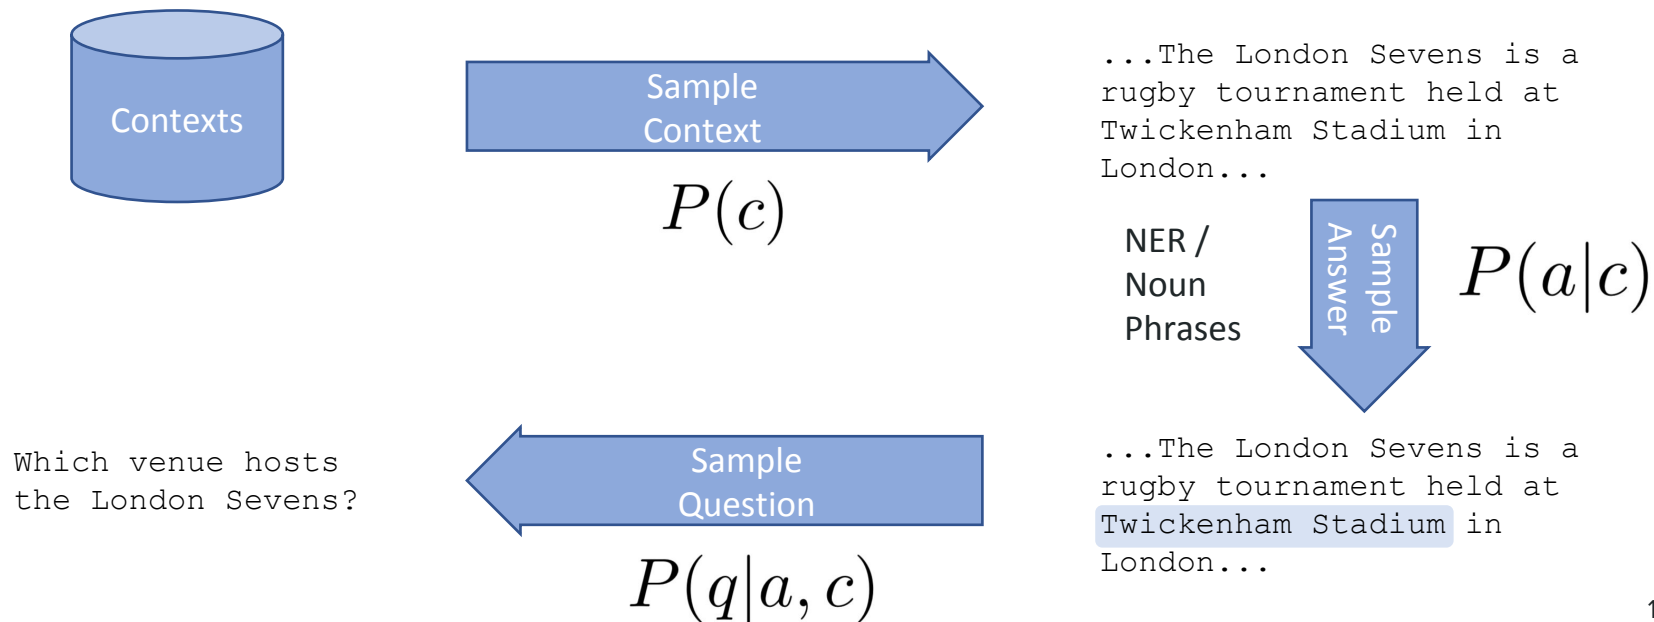 Contexts
Sample
Context
P(c)
...The London Sevens is a
rugby tournament held at
Twickenham Stadium in
London...
NER /
Noun
Phrases
Sample
Answer
P(a|c)
...The London Sevens is a
rugby tournament held at
Twickenham Stadium in
London...
Sample
Question
P(q|a, c)
Which venue hosts
the London Sevens?
1